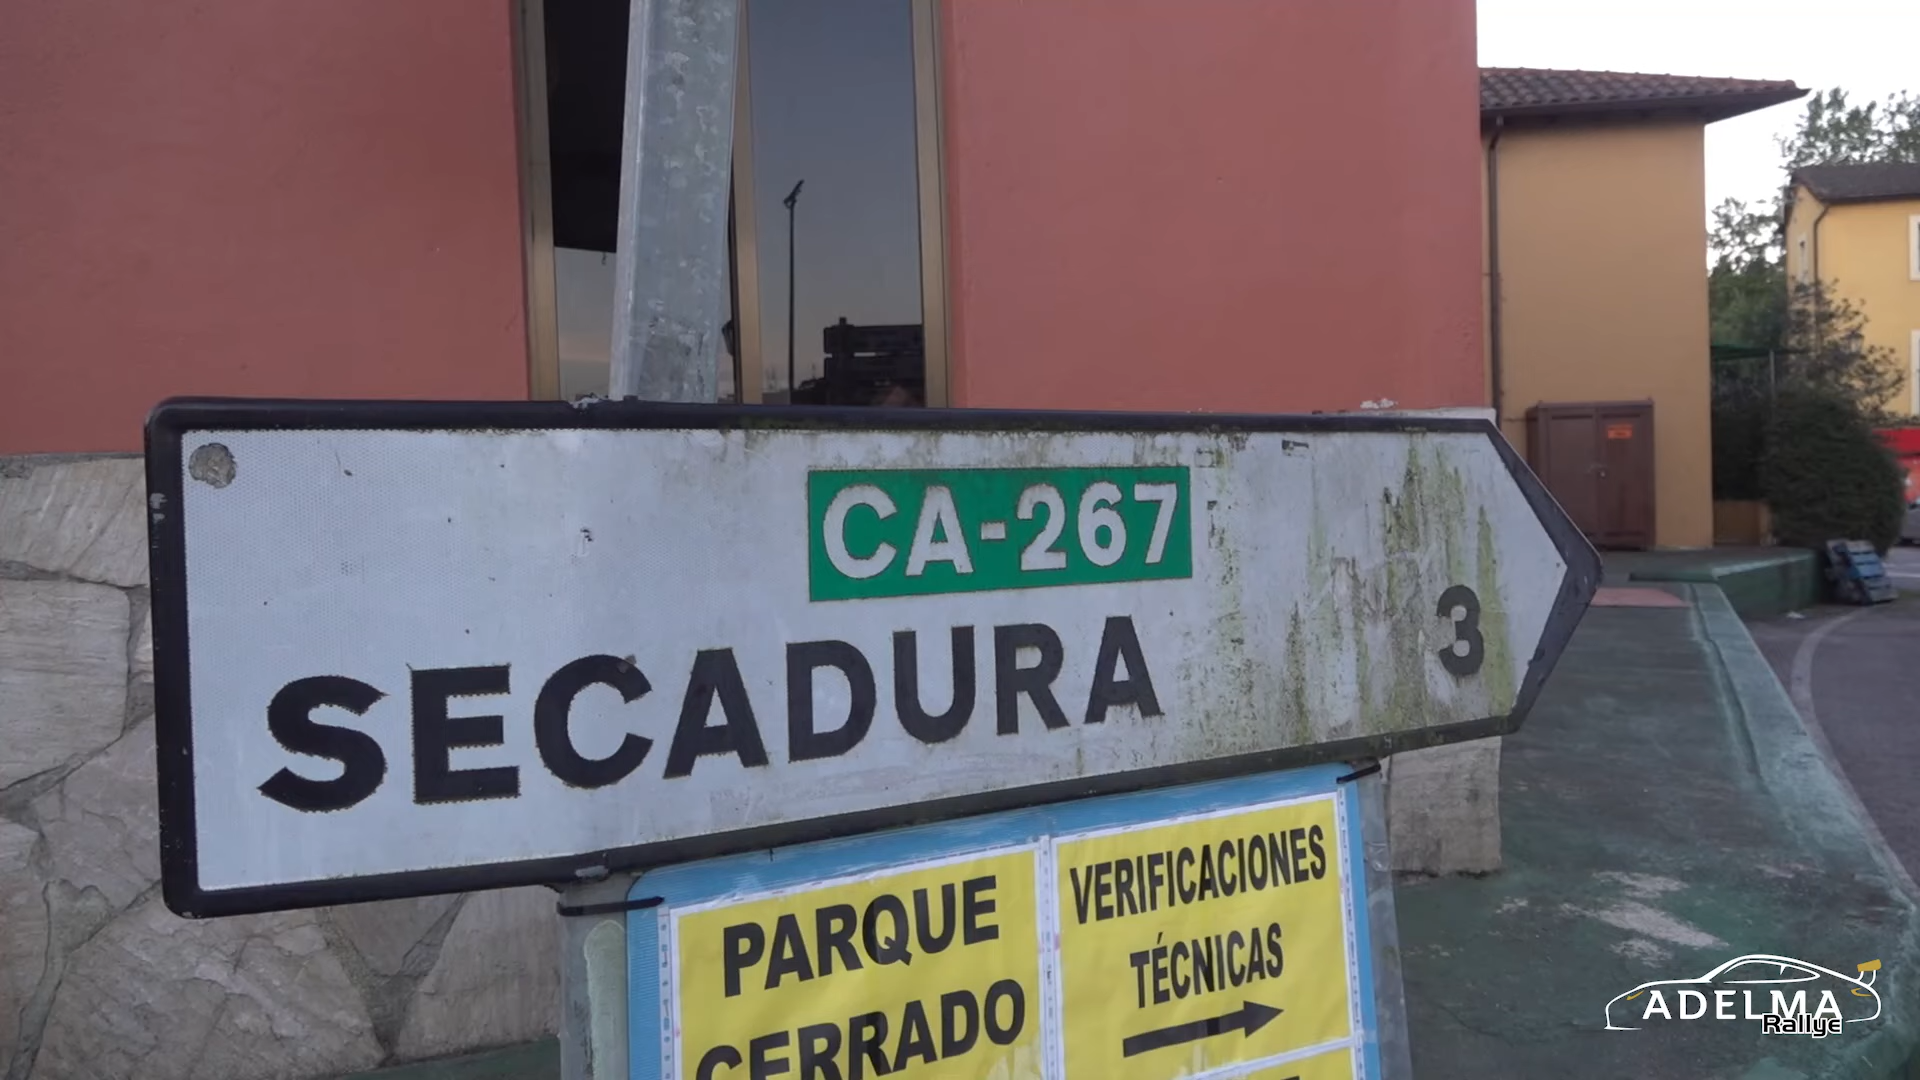 CA-267
SECADURA 3
PARQUE
CERRADO
VERIFICACIONES
TÉCNICAS
ADELMA
Rallye